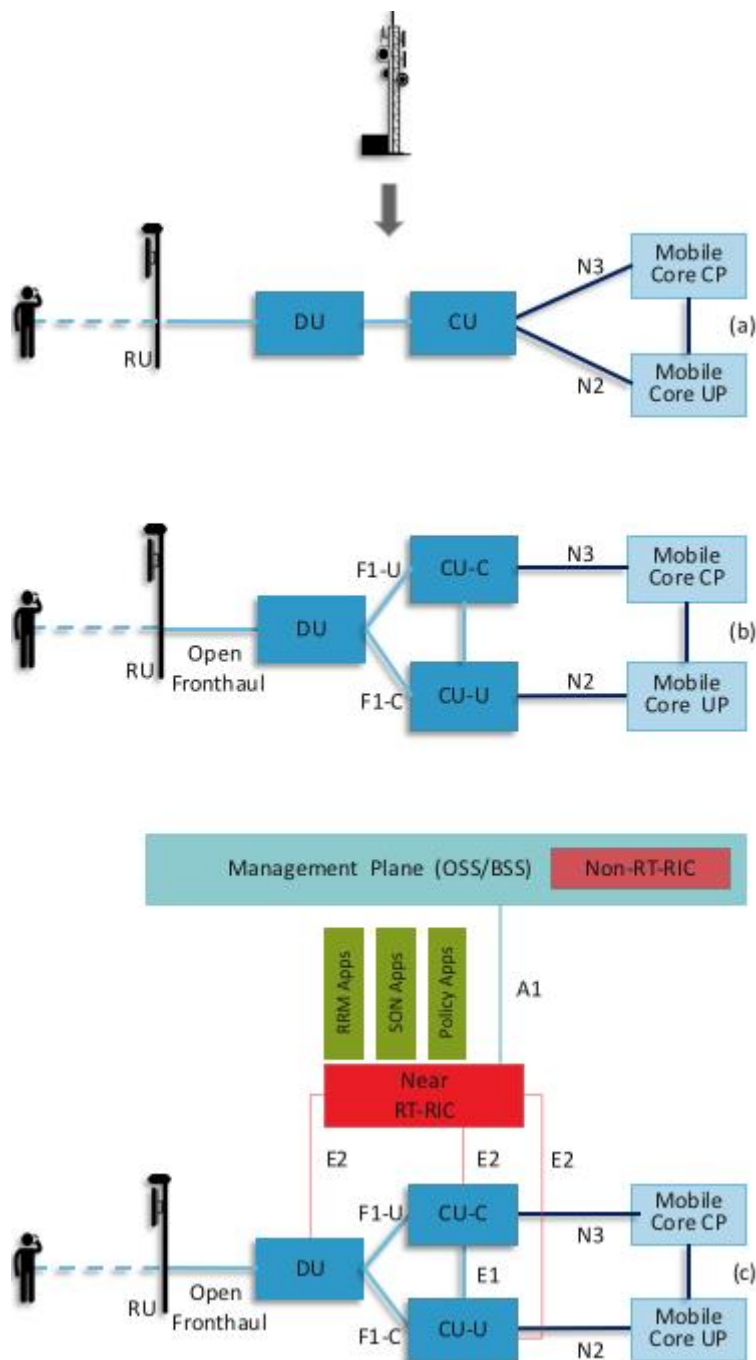 N3
Mobile
Core CP
DU
CU
(a)
RU
N2
Mobile
Core UP
F1-U
CU-C
N3
Mobile
Core CP
DU
(b)
RU
Open
Fronthaul
F1-C
CU-U
N2
Mobile
Core UP
Management Plane (OSS/BSS)
Non-RT-RIC
RRM Apps
SON Apps
Policy Apps
A1
Near
RT-RIC
E2
E2
E2
F1-U
CU-C
N3
Mobile
Core CP
DU
E1
(c)
RU
Open
Fronthaul
F1-C
CU-U
N2
Mobile
Core UP